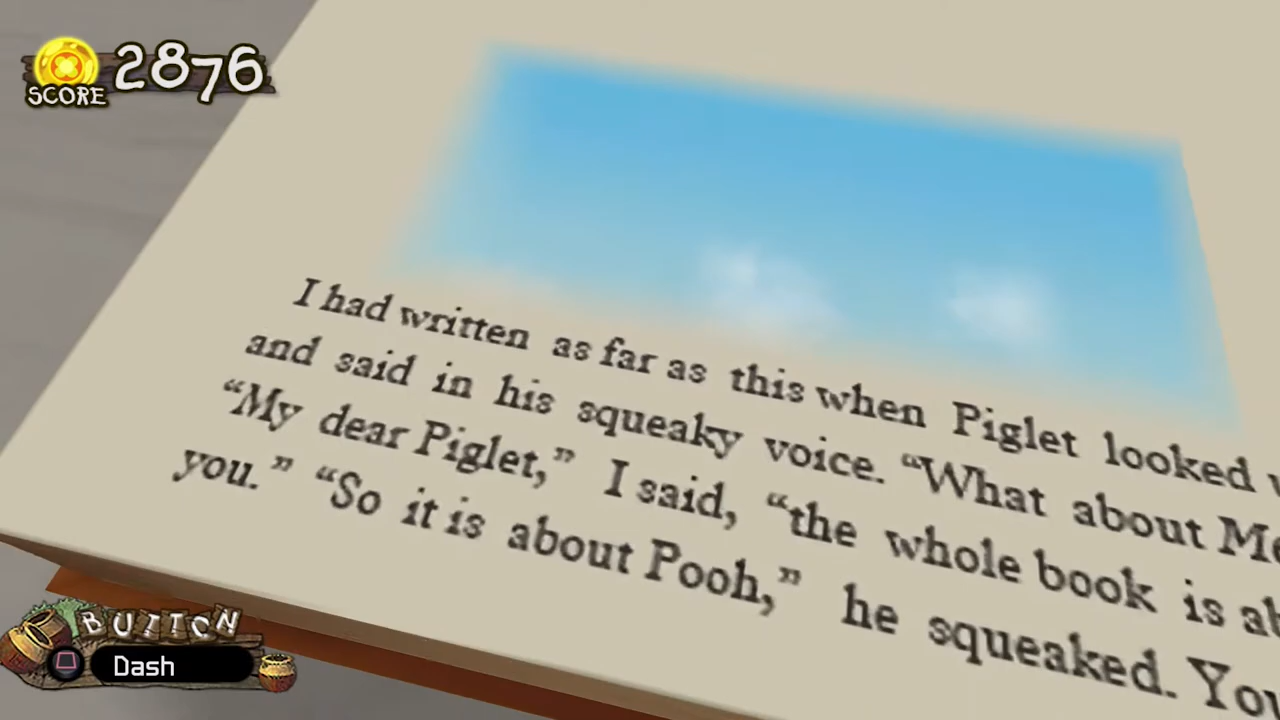 2876
SCORE
I had written as far as this when Piglet looked
and said in his squeaky voice. “What about Me
“My dear Piglet,” I said, “the whole book is ab
you.” “So it is about Pooh,” he squeaked. You
BUTTON
Dash